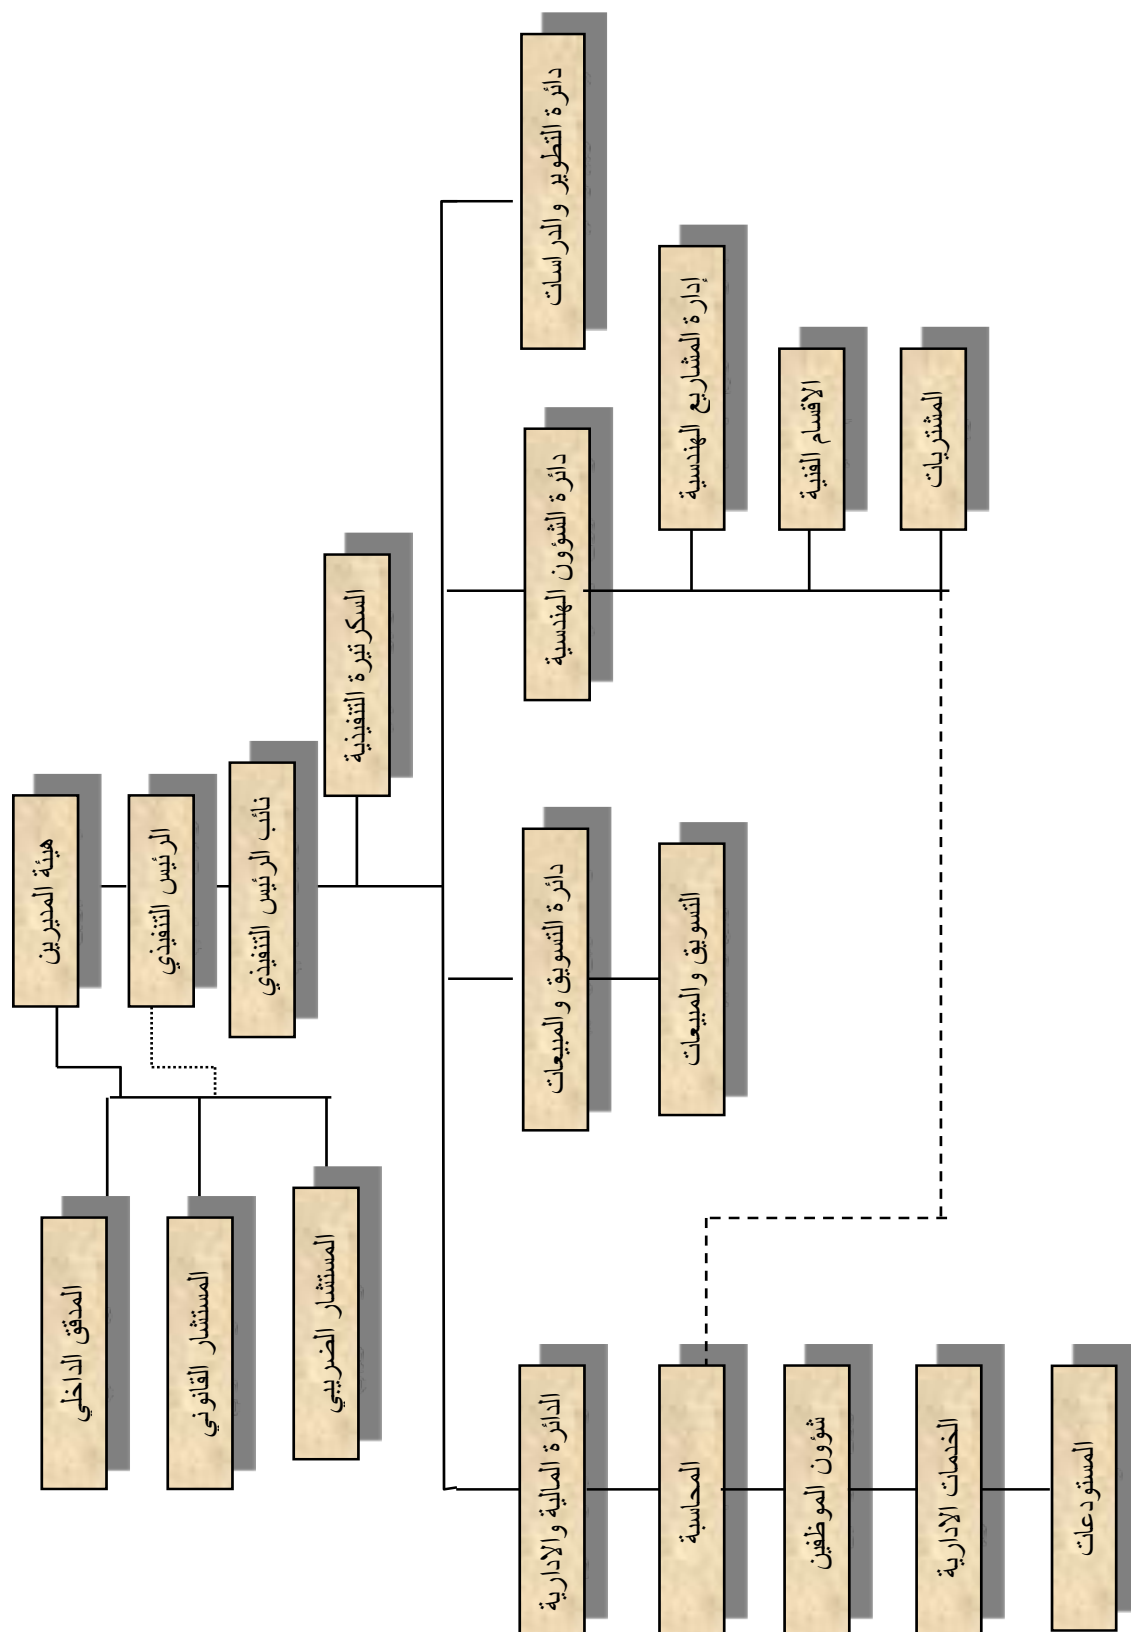 هيئة المديرين
الرئيس التنفيذي
نائب الرئيس التنفيذي
السكرتيرة التنفيذية
المدقق الداخلي
المستشار القانوني
المستشار الضريبي
دائرة التطوير والدراسات
دائرة الشؤون الهندسية
إدارة المشاريع الهندسية
الاقسام الفنية
المشتريات
دائرة التسويق والمبيعات
التسويق والمبيعات
الدائرة المالية والادارية
المحاسبة
شؤون الموظفين
الخدمات الادارية
المستودعات